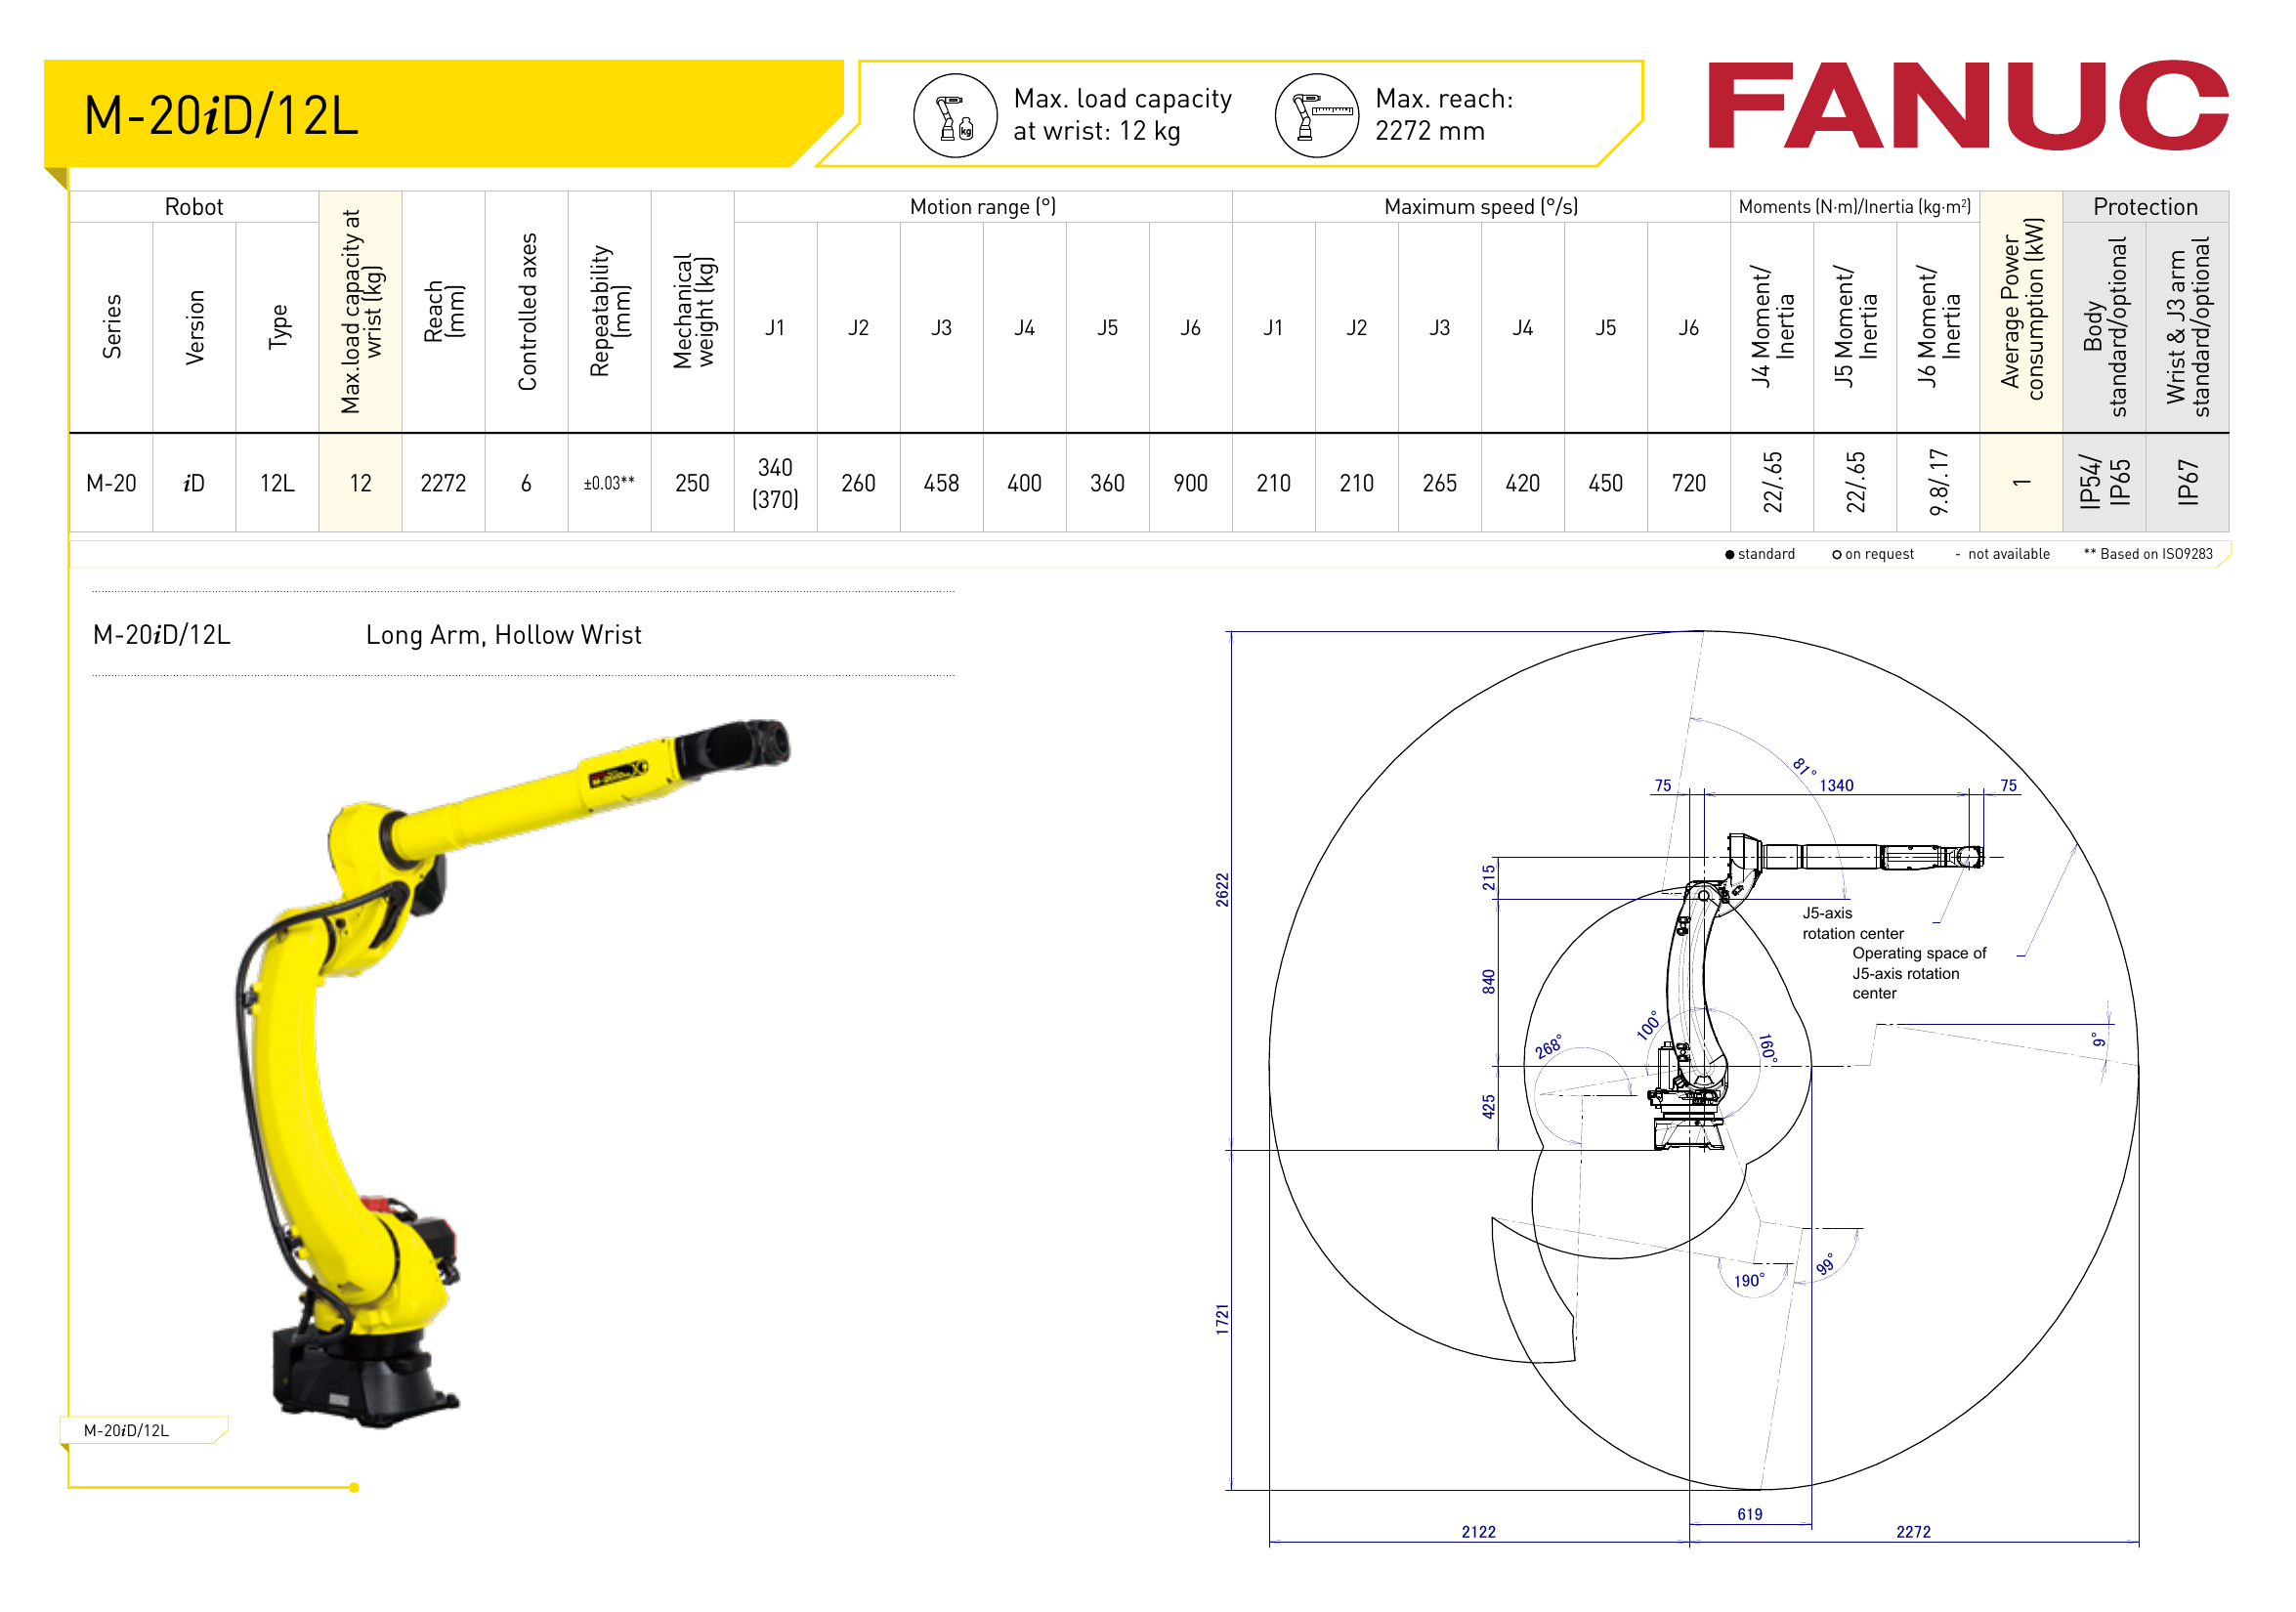 M-20iD/12L
Max. load capacity
at wrist: 12 kg
Max. reach:
2272 mm
FANUC
kg
Robot
Motion range (°)
Maximum speed (°/s)
Moments (N·m)/Inertia (kg·m²)
Protection
Series
Version
Type
Max.load capacity at
wrist (kg)
Reach
(mm)
Controlled axes
Repeatability
(mm)
Mechanical
weight (kg)
J1
J2
J3
J4
J5
J6
J1
J2
J3
J4
J5
J6
J4 Moment/
Inertia
J5 Moment/
Inertia
J6 Moment/
Inertia
Average Power
consumption (kW)
Body
standard/optional
Wrist & J3 arm
standard/optional
M-20
iD
12L
12
2272
6
±0.03**
250
340
(370)
260
458
400
360
900
210
210
265
420
450
720
22/.65
22/.65
9.8/.17
1
IP54/
IP65
IP67
● standard
○ on request
- not available
** Based on ISO9283
M-20iD/12L
Long Arm, Hollow Wrist
81°
75
1340
75
215
2622
J5-axis
rotation center
Operating space of
J5-axis rotation
center
840
100°
268°
160°
9°
425
190°
99°
1721
619
2122
2272
M-20iD/12L